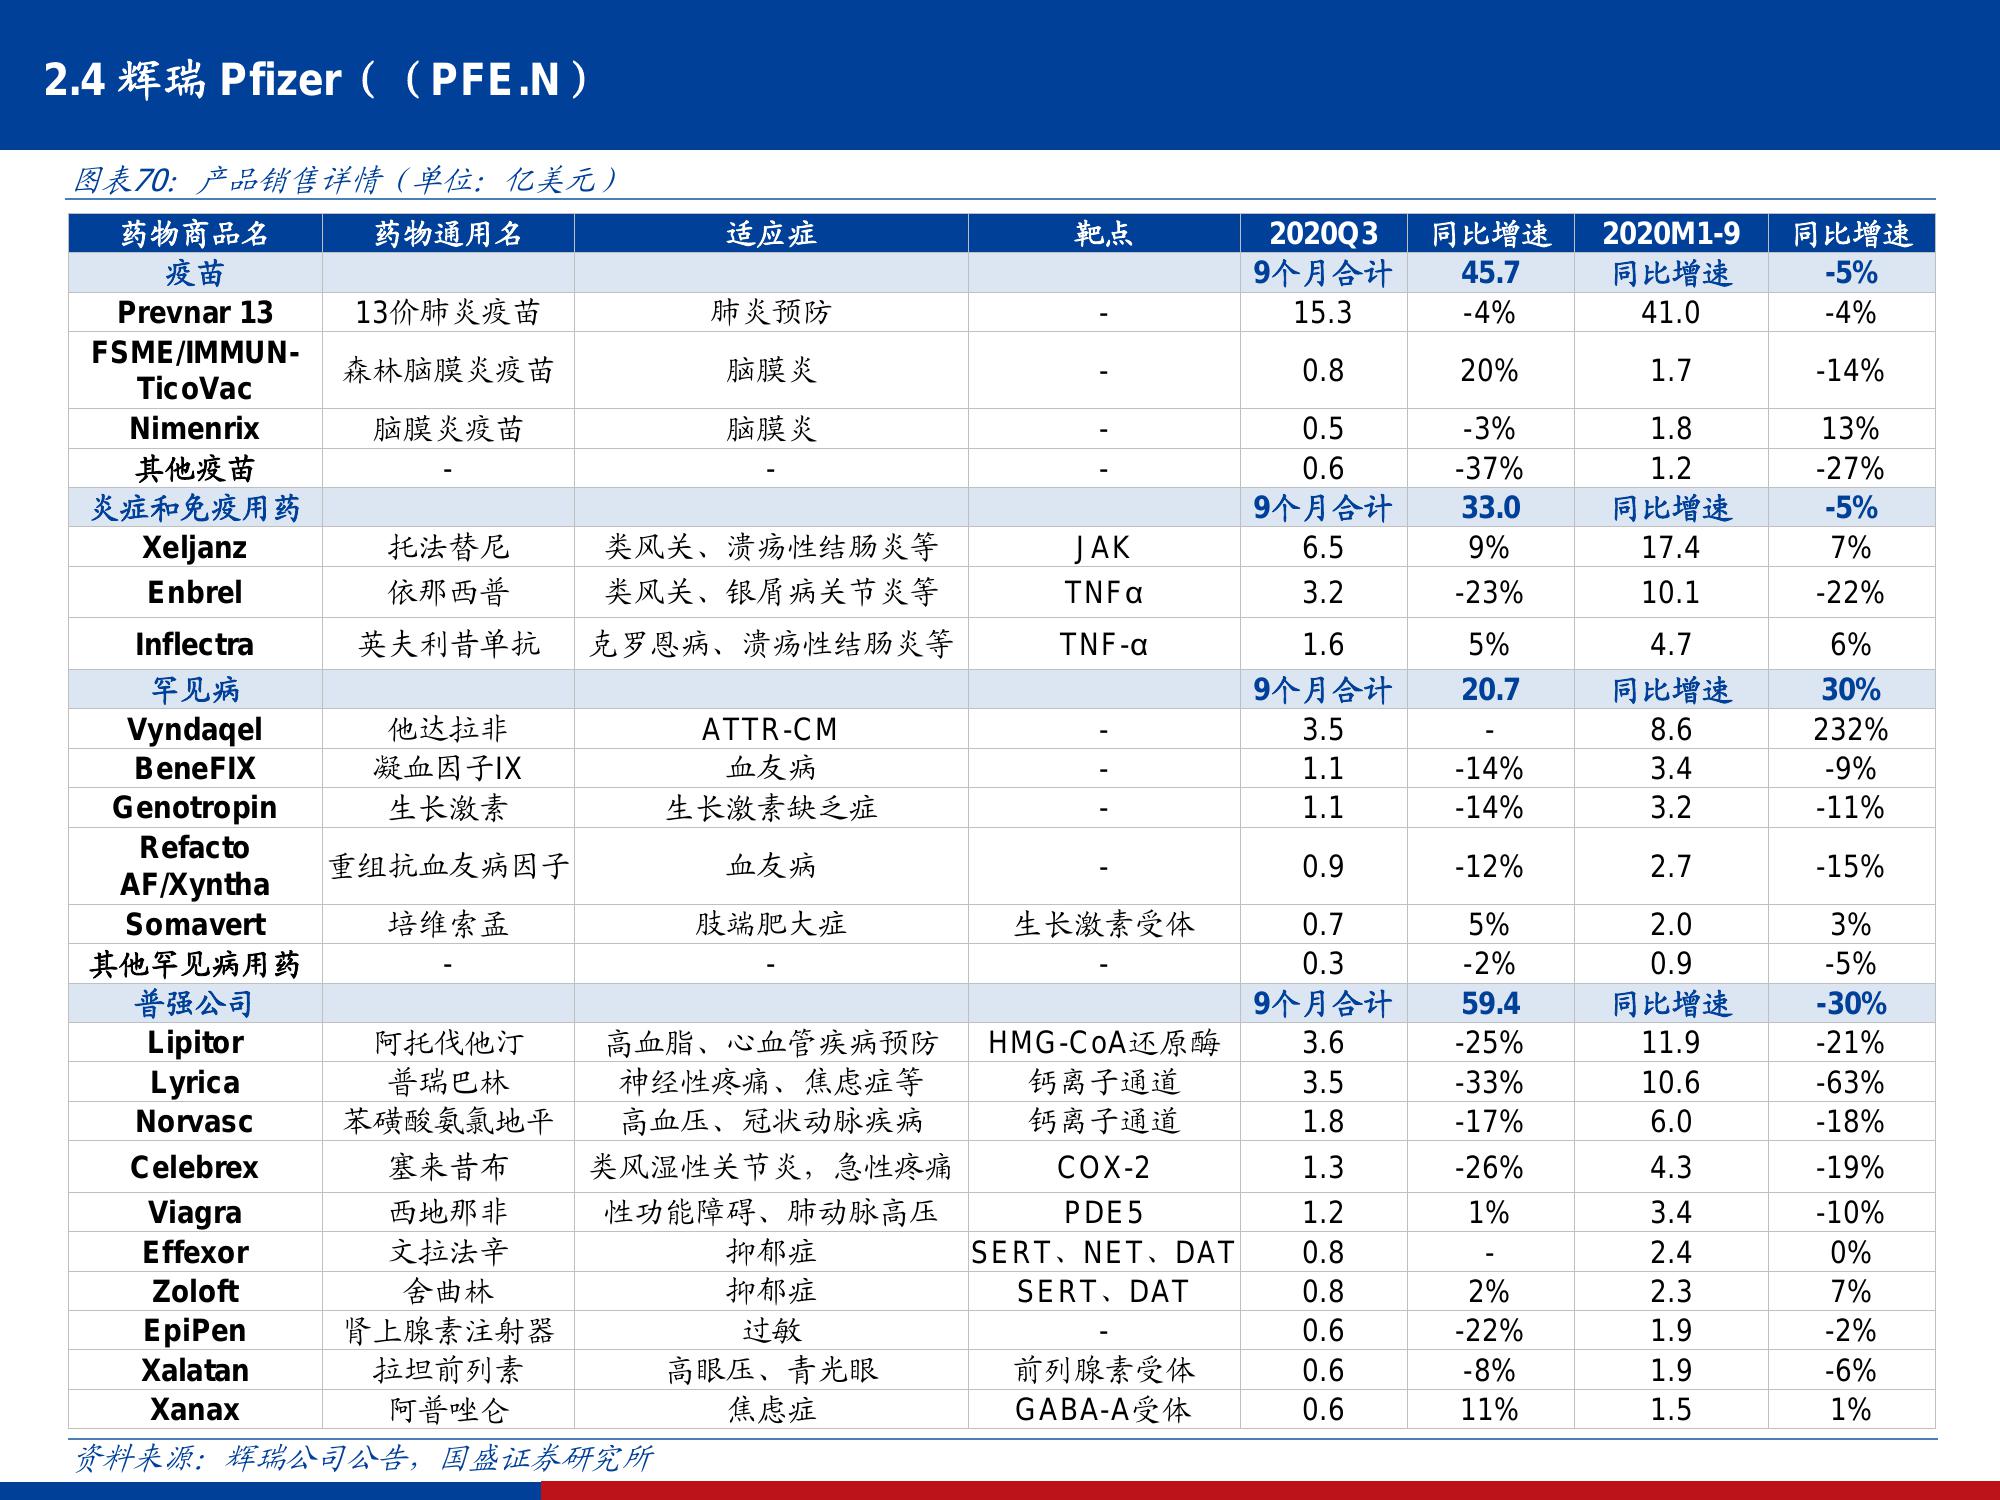 2.4 辉瑞 Pfizer（（PFE.N）
图表70：产品销售详情（单位：亿美元）
药物商品名 药物通用名 适应症 靶点 2020Q3 同比增速 2020M1-9 同比增速
疫苗 9个月合计 45.7 同比增速 -5%
Prevnar 13 13价肺炎疫苗 肺炎预防 - 15.3 -4% 41.0 -4%
FSME/IMMUN-
TicoVac 森林脑膜炎疫苗 脑膜炎 - 0.8 20% 1.7 -14%
Nimenrix 脑膜炎疫苗 脑膜炎 - 0.5 -3% 1.8 13%
其他疫苗 - - - 0.6 -37% 1.2 -27%
炎症和免疫用药 9个月合计 33.0 同比增速 -5%
Xeljanz 托法替尼 类风关、溃疡性结肠炎等 JAK 6.5 9% 17.4 7%
Enbrel 依那西普 类风关、银屑病关节炎等 TNFα 3.2 -23% 10.1 -22%
Inflectra 英夫利昔单抗 克罗恩病、溃疡性结肠炎等 TNF-α 1.6 5% 4.7 6%
罕见病 9个月合计 20.7 同比增速 30%
Vyndaqel 他达拉非 ATTR-CM - 3.5 - 8.6 232%
BeneFIX 凝血因子IX 血友病 - 1.1 -14% 3.4 -9%
Genotropin 生长激素 生长激素缺乏症 - 1.1 -14% 3.2 -11%
Refacto
AF/Xyntha 重组抗血友病因子 血友病 - 0.9 -12% 2.7 -15%
Somavert 培维索孟 肢端肥大症 生长激素受体 0.7 5% 2.0 3%
其他罕见病用药 - - - 0.3 -2% 0.9 -5%
普强公司 9个月合计 59.4 同比增速 -30%
Lipitor 阿托伐他汀 高血脂、心血管疾病预防 HMG-CoA还原酶 3.6 -25% 11.9 -21%
Lyrica 普瑞巴林 神经性疼痛、焦虑症等 钙离子通道 3.5 -33% 10.6 -63%
Norvasc 苯磺酸氨氯地平 高血压、冠状动脉疾病 钙离子通道 1.8 -17% 6.0 -18%
Celebrex 塞来昔布 类风湿性关节炎，急性疼痛 COX-2 1.3 -26% 4.3 -19%
Viagra 西地那非 性功能障碍、肺动脉高压 PDE5 1.2 1% 3.4 -10%
Effexor 文拉法辛 抑郁症 SERT、NET、DAT 0.8 - 2.4 0%
Zoloft 舍曲林 抑郁症 SERT、DAT 0.8 2% 2.3 7%
EpiPen 肾上腺素注射器 过敏 - 0.6 -22% 1.9 -2%
Xalatan 拉坦前列素 高眼压、青光眼 前列腺素受体 0.6 -8% 1.9 -6%
Xanax 阿普唑仑 焦虑症 GABA-A受体 0.6 11% 1.5 1%
资料来源：辉瑞公司公告，国盛证券研究所